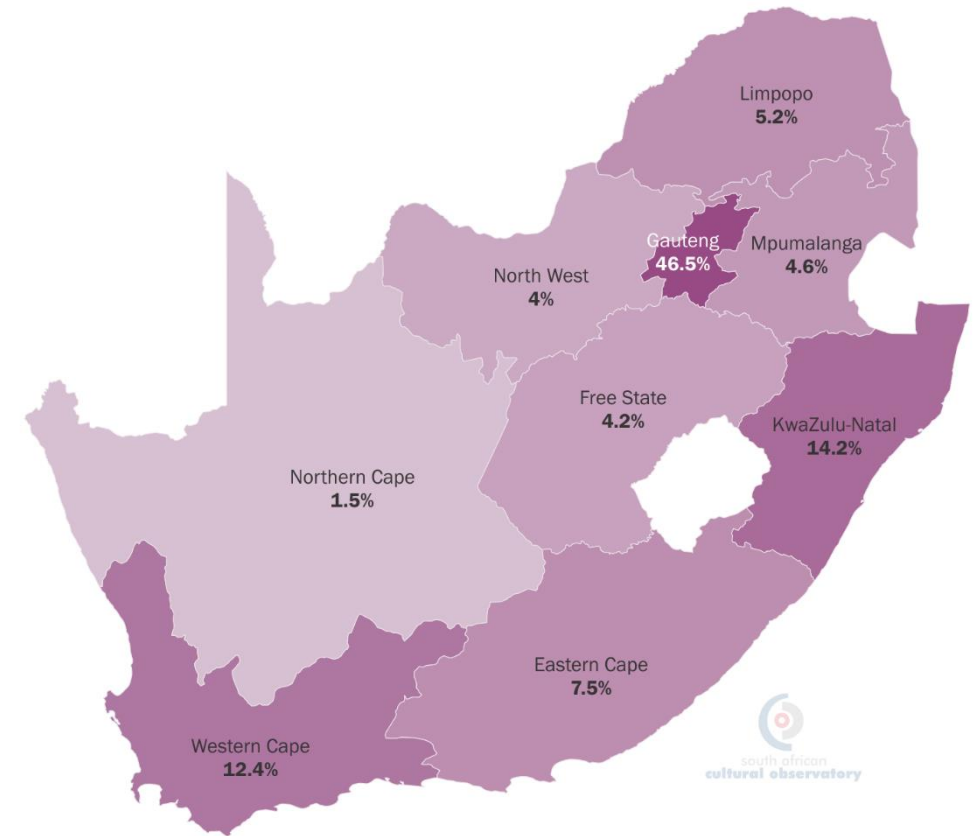 Limpopo
5.2%
Gauteng
46.5%
Mpumalanga
4.6%
North West
4%
Free State
4.2%
KwaZulu-Natal
14.2%
Northern Cape
1.5%
Eastern Cape
7.5%
Western Cape
12.4%
south african
cultural observatory